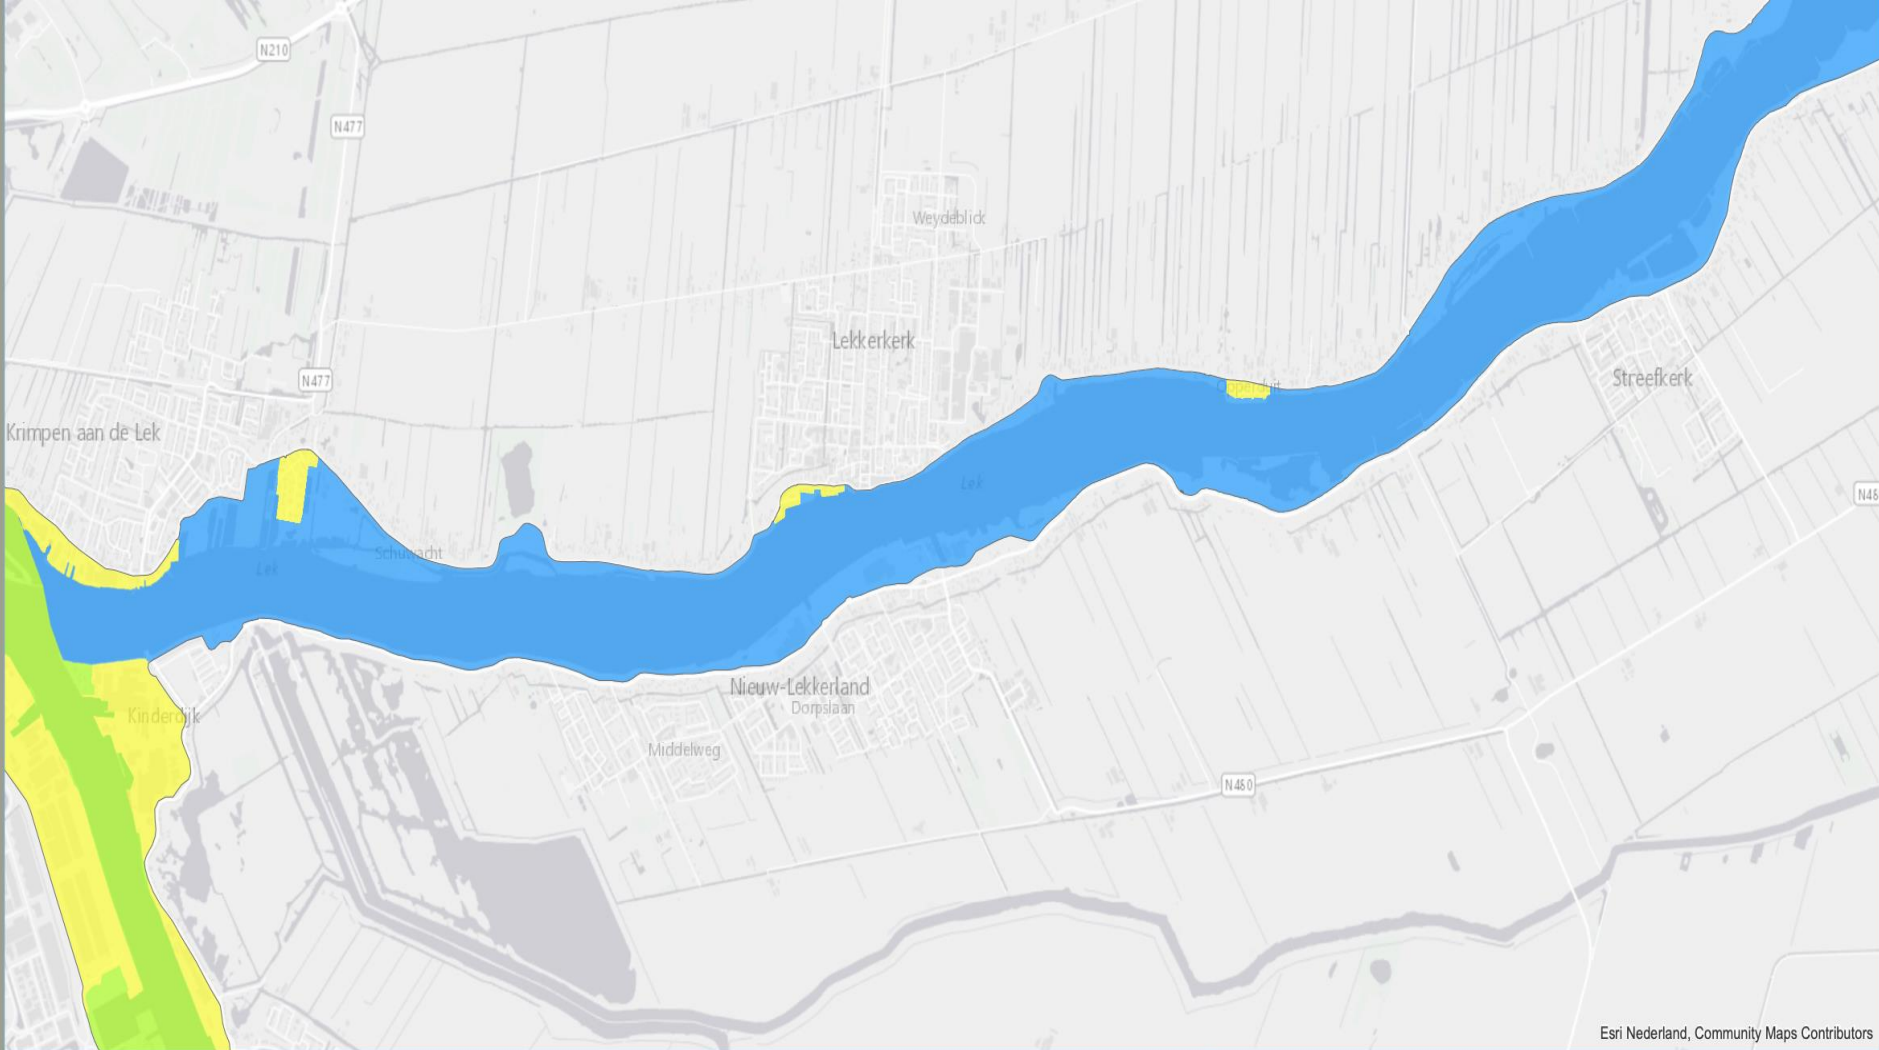 N210
N477
Weydeblick
Lekkerkerk
N477
Opperduit
Streefkerk
Krimpen aan de Lek
Lek
N48
Schuwacht
Lek
Nieuw-Lekkerland
Dorpslaan
Kinderdijk
Middelweg
N480
Esri Nederland, Community Maps Contributors